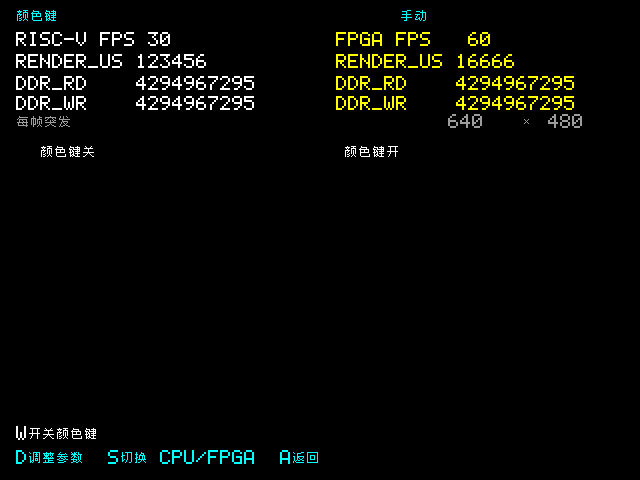 颜色键 手动
RISC-V FPS 30 FPGA FPS 60
RENDER_US 123456 RENDER_US 16666
DDR_RD 4294967295 DDR_RD 4294967295
DDR_WR 4294967295 DDR_WR 4294967295
每帧突发 640 × 480
颜色键关 颜色键开
W开关颜色键
D调整参数 S切换 CPU/FPGA A返回